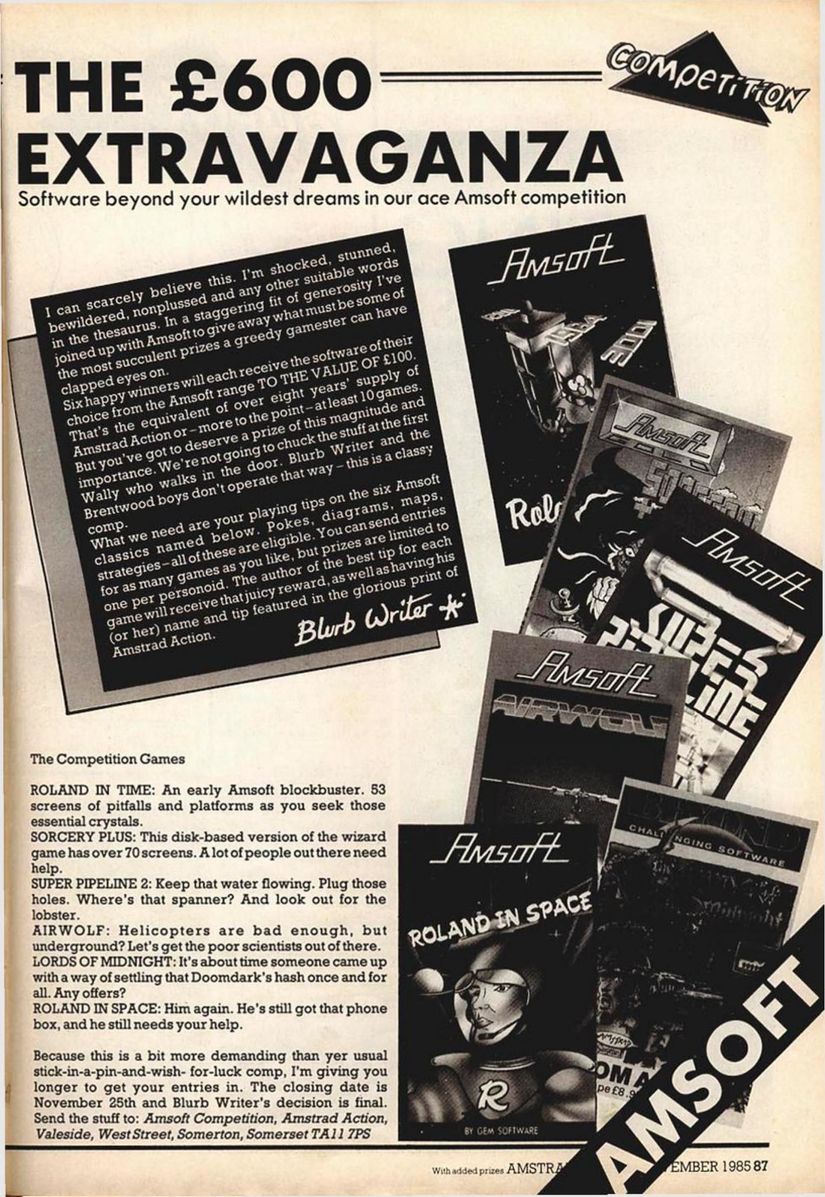 COMPETITION
THE £600
EXTRAVAGANZA
Software beyond your wildest dreams in our ace Amsoft competition
I can scarcely believe this. I'm shocked, stunned,
bewildered, nonplussed and any other suitable words
in the thesaurus. In a staggering fit of generosity I've
joined up with Amsoft to give away what must be some of
the most succulent prizes a greedy gamester can have
clapped eyes on.
Six happy winners will each receive the software of their
choice from the Amsoft range TO THE VALUE OF £100.
That's the equivalent of over eight years' supply of
Amstrad Action or – more to the point – at least 10 games.
But you've got to deserve a prize of this magnitude and
importance. We're not going to chuck the stuff at the first
Wally who walks in the door. Blurb Writer and the
Brentwood boys don't operate that way – this is a classy
comp.
What we need are your playing tips on the six Amsoft
classics named below. Pokes, diagrams, maps,
strategies – all of these are eligible. You can send entries
for as many games as you like, but prizes are limited to
one per personoid. The author of the best tip for each
game will receive that juicy reward, as well as having his
(or her) name and tip featured in the glorious print of
Amstrad Action.
Blurb Writer
Amsoft
Amsoft
Amsoft
SUPER
Amsoft
AIRWOLF
BEYOND
CHALLENGING SOFTWARE
Midnight
Amsoft
ROLAND IN SPACE
R
BY GEM SOFTWARE
The Competition Games
ROLAND IN TIME: An early Amsoft blockbuster. 53
screens of pitfalls and platforms as you seek those
essential crystals.
SORCERY PLUS: This disk-based version of the wizard
game has over 70 screens. A lot of people out there need
help.
SUPER PIPELINE 2: Keep that water flowing. Plug those
holes. Where's that spanner? And look out for the
lobster.
AIRWOLF: Helicopters are bad enough, but
underground? Let's get the poor scientists out of there.
LORDS OF MIDNIGHT: It's about time someone came up
with a way of settling that Doomdark's hash once and for
all. Any offers?
ROLAND IN SPACE: Him again. He's still got that phone
box, and he still needs your help.
Because this is a bit more demanding than yer usual
stick-in-a-pin-and-wish- for-luck comp, I'm giving you
longer to get your entries in. The closing date is
November 25th and Blurb Writer's decision is final.
Send the stuff to: Amsoft Competition, Amstrad Action,
Valeside, West Street, Somerton, Somerset TA11 7PS
AMSOFT
With added prizes AMSTRA EMBER 1985 87